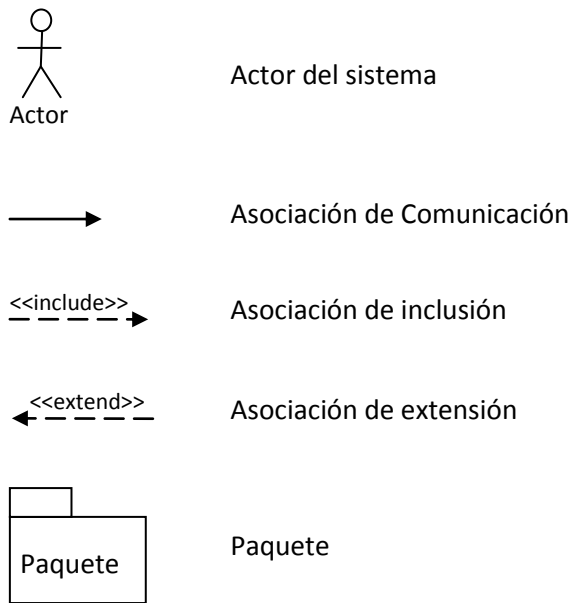 Actor del sistema
Actor
Asociación de Comunicación
<<include>>
Asociación de inclusión
<<extend>>
Asociación de extensión
Paquete
Paquete